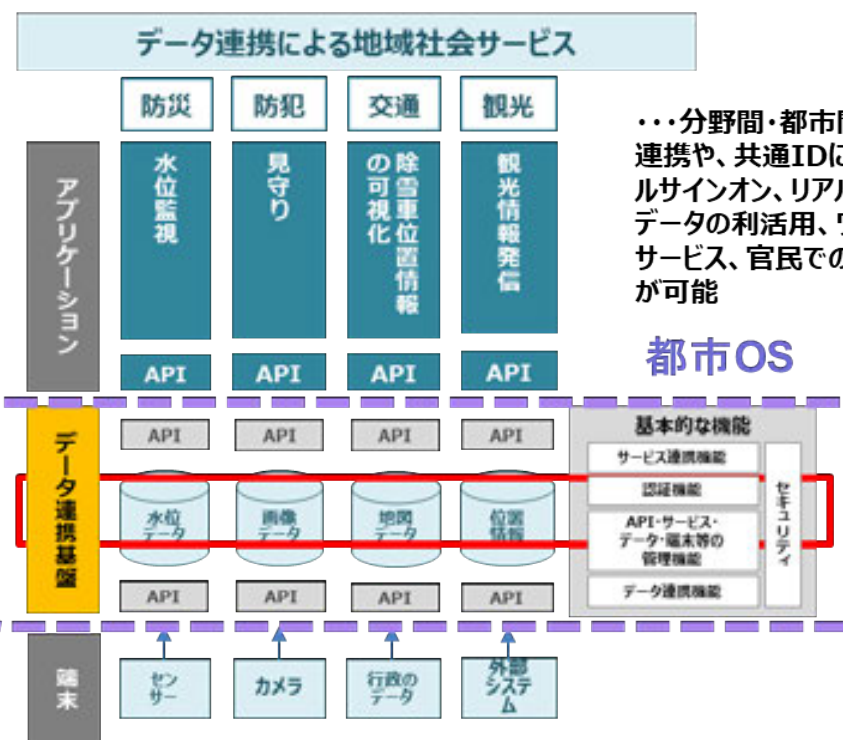 データ連携による地域社会サービス
防災
防犯
交通
観光
・・・分野間・都市間
連携や、共通IDに
ルサインオン、リアル
データの利活用、
サービス、官民での
が可能
都市OS
アプリケーション
水位監視
見守り
除雪車位置情報
の可視化
観光情報発信
API
API
API
API
データ連携基盤
API
API
API
API
水位
データ
画像
データ
地図
データ
位置
情報
API
API
API
API
基本的な機能
サービス連携機能
認証機能
API・サービス・
データ・端末等の
管理機能
データ連携機能
セキュリティ
端末
セン
サー
カメラ
行政の
データ
外部
システ
ム